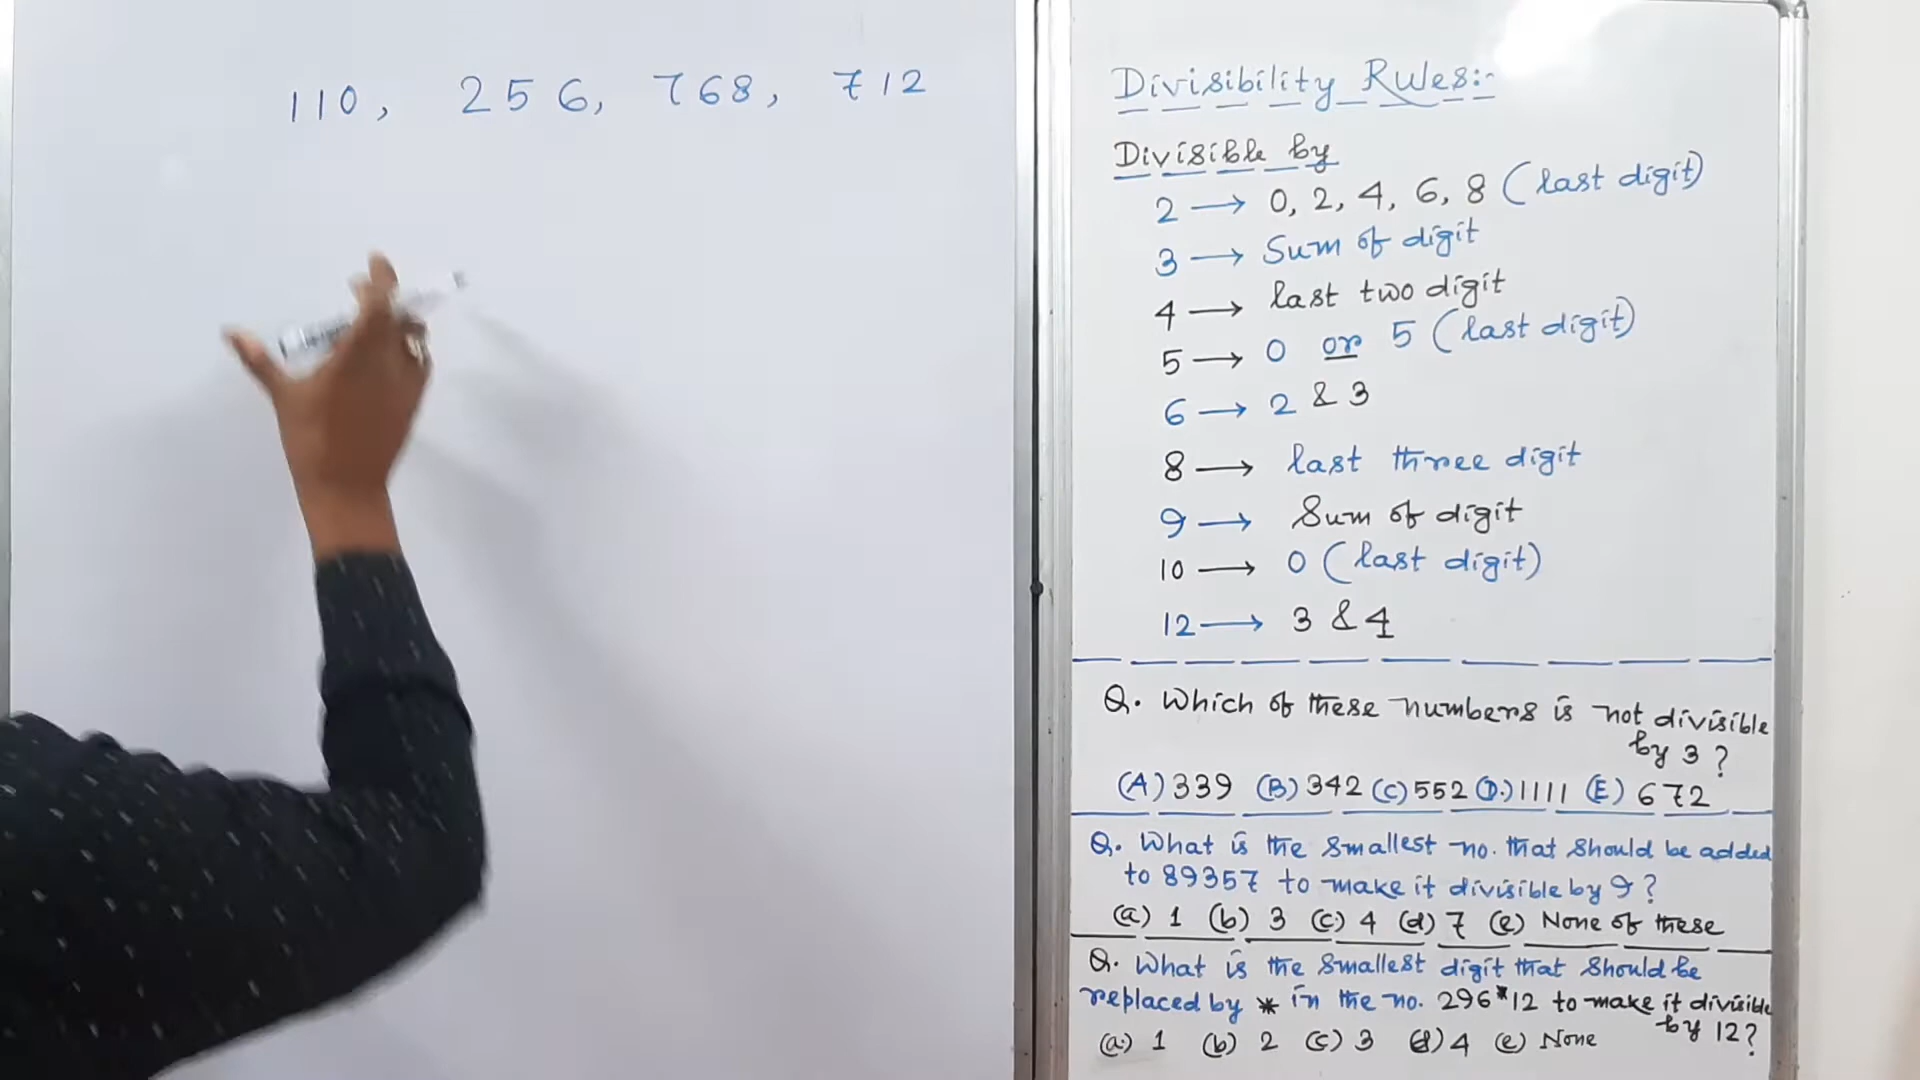 110, 256, 768, 712
Divisibility Rules:-
Divisible by
2 → 0, 2, 4, 6, 8 (last digit)
3 → Sum of digit
4 → last two digit
5 → 0 or 5 (last digit)
6 → 2 & 3
8 → last three digit
9 → Sum of digit
10 → 0 (last digit)
12 → 3 & 4
Q. Which of these numbers is not divisible
by 3 ?
(A) 339 (B) 342 (C) 552 (D.) 1111 (E) 672
Q. What is the smallest no. that should be added
to 89357 to make it divisible by 9 ?
(a) 1 (b) 3 (c) 4 (d) 7 (e) None of these
Q. What is the smallest digit that should be
replaced by * in the no. 296*12 to make it divisible
by 12?
(a.) 1 (b) 2 (c) 3 (d) 4 (e) None